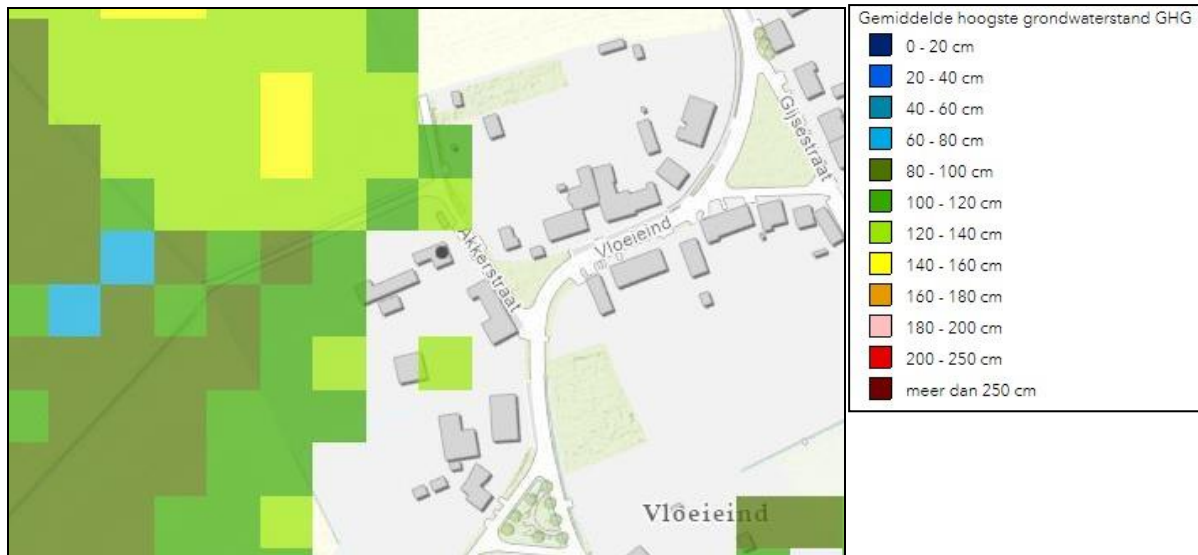 Gijsestraat
Akkerstraat
Vloeieind
Vloeieind
Gemiddelde hoogste grondwaterstand GHG
0 - 20 cm
20 - 40 cm
40 - 60 cm
60 - 80 cm
80 - 100 cm
100 - 120 cm
120 - 140 cm
140 - 160 cm
160 - 180 cm
180 - 200 cm
200 - 250 cm
meer dan 250 cm